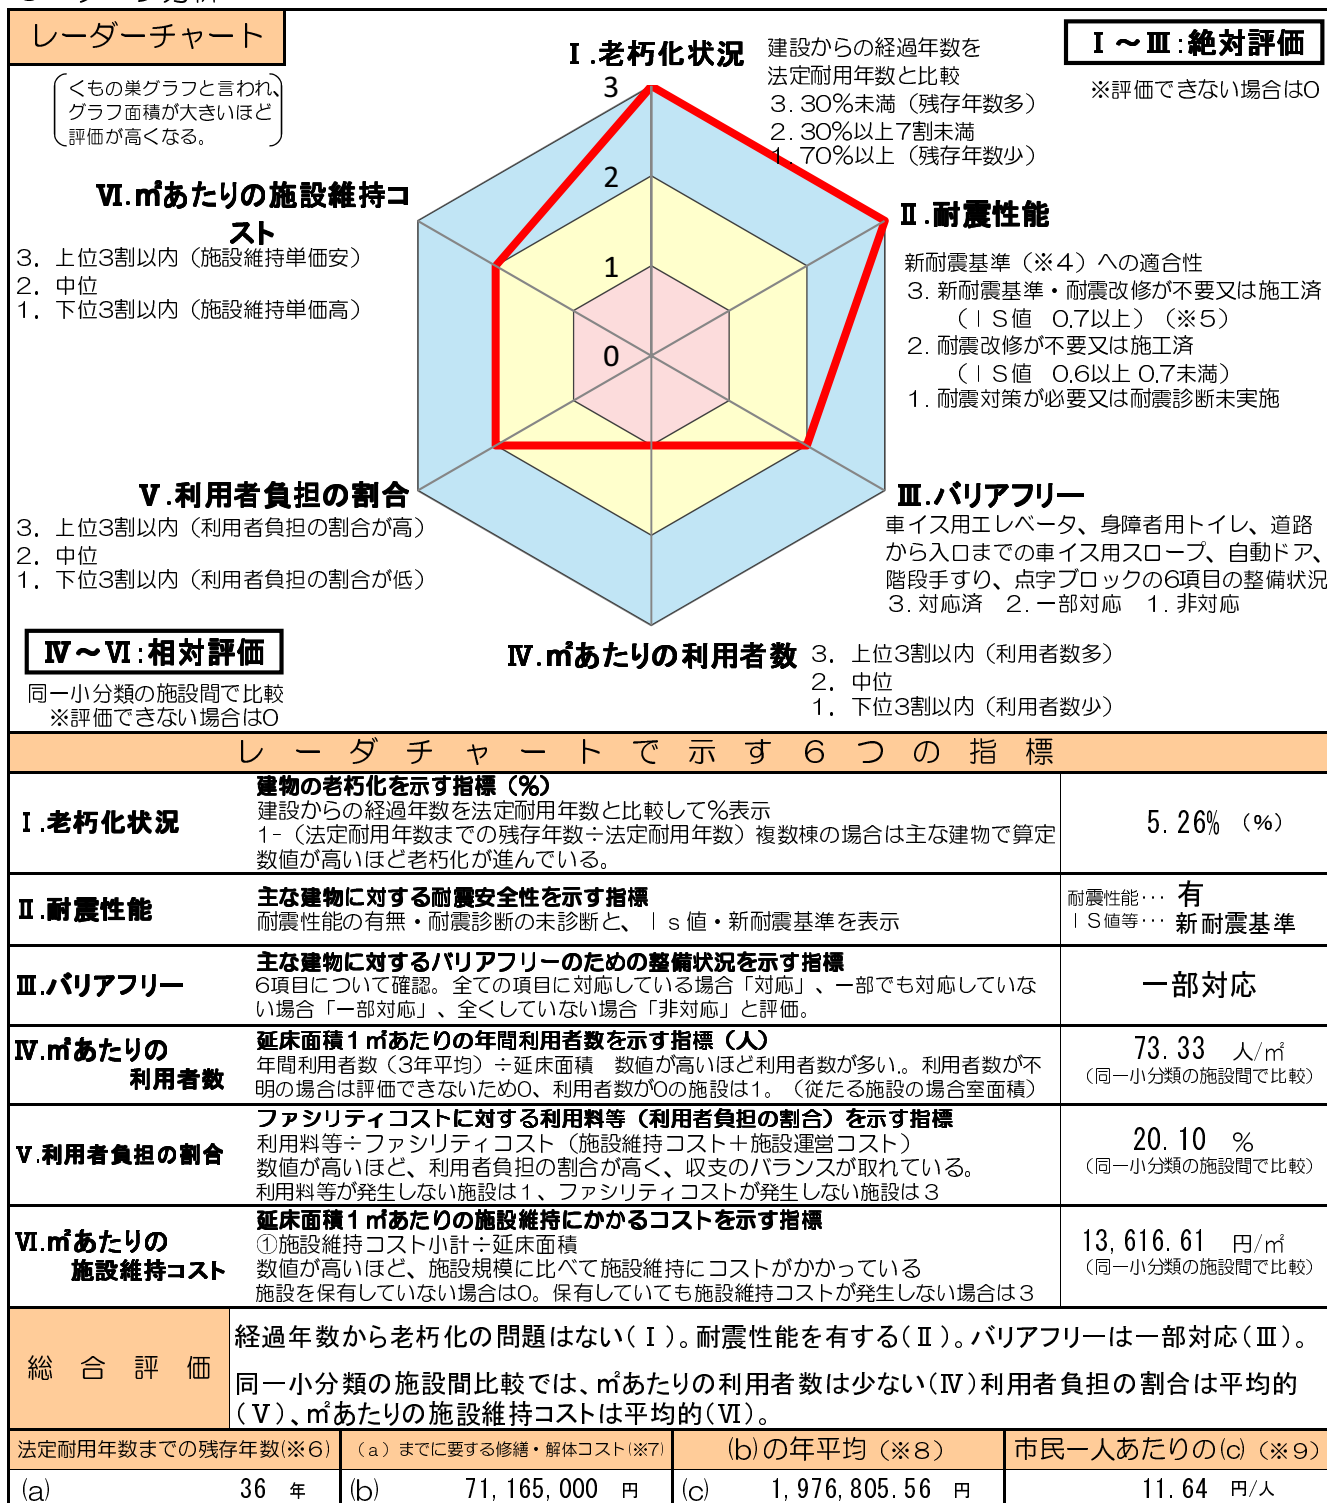 レーダーチャート
くもの巣グラフと言われ、
グラフ面積が大きいほど
評価が高くなる。
Ⅰ～Ⅲ:絶対評価
※評価できない場合は0
Ⅰ.老朽化状況
建設からの経過年数を
法定耐用年数と比較
3. 30%未満（残存年数多）
2. 30%以上7割未満
1. 70%以上（残存年数少）
3
2
1
0
Ⅱ.耐震性能
新耐震基準（※4）への適合性
3. 新耐震基準・耐震改修が不要又は施工済
（ＩＳ値　0.7以上）（※5）
2. 耐震改修が不要又は施工済
（ＩＳ値　0.6以上 0.7未満）
1. 耐震対策が必要又は耐震診断未実施
Ⅵ.㎡あたりの施設維持コ
スト
3. 上位3割以内（施設維持単価安）
2. 中位
1. 下位3割以内（施設維持単価高）
Ⅴ.利用者負担の割合
3. 上位3割以内（利用者負担の割合が高）
2. 中位
1. 下位3割以内（利用者負担の割合が低）
Ⅲ.バリアフリー
車イス用エレベータ、身障者用トイレ、道路
から入口までの車イス用スロープ、自動ドア、
階段手すり、点字ブロックの6項目の整備状況
3. 対応済　2. 一部対応　1. 非対応
Ⅳ～Ⅵ:相対評価
同一小分類の施設間で比較
※評価できない場合は0
Ⅳ.㎡あたりの利用者数
3. 上位3割以内（利用者数多）
2. 中位
1. 下位3割以内（利用者数少）
レーダチャートで示す6つの指標
Ⅰ.老朽化状況
建物の老朽化を示す指標（%）
建設からの経過年数を法定耐用年数と比較して%表示
1-（法定耐用年数までの残存年数÷法定耐用年数）複数棟の場合は主な建物で算定
数値が高いほど老朽化が進んでいる。
5.26%（%）
Ⅱ.耐震性能
主な建物に対する耐震安全性を示す指標
耐震性能の有無・耐震診断の未診断と、Ｉｓ値・新耐震基準を表示
耐震性能… 有
ＩＳ値等… 新耐震基準
Ⅲ.バリアフリー
主な建物に対するバリアフリーのための整備状況を示す指標
6項目について確認。全ての項目に対応している場合「対応」、一部でも対応していな
い場合「一部対応」、全くしていない場合「非対応」と評価。
一部対応
Ⅳ.㎡あたりの
利用者数
延床面積１㎡あたりの年間利用者数を示す指標（人）
年間利用者数（3年平均）÷延床面積　数値が高いほど利用者数が多い。利用者数が不
明の場合は評価できないため0、利用者数が0の施設は1。（従たる施設の場合室面積）
73.33 人/㎡
（同一小分類の施設間で比較）
Ⅴ.利用者負担の割合
ファシリティコストに対する利用料等（利用者負担の割合）を示す指標
利用料等÷ファシリティコスト（施設維持コスト＋施設運営コスト）
数値が高いほど、利用者負担の割合が高く、収支のバランスが取れている。
利用料等が発生しない施設は１、ファシリティコストが発生しない施設は３
20.10 %
（同一小分類の施設間で比較）
Ⅵ.㎡あたりの
施設維持コスト
延床面積１㎡あたりの施設維持にかかるコストを示す指標
①施設維持コスト小計÷延床面積
数値が高いほど、施設規模に比べて施設維持にコストがかかっている
施設を保有していない場合は0。保有していても施設維持コストが発生しない場合は３
13,616.61 円/㎡
（同一小分類の施設間で比較）
総合評価
経過年数から老朽化の問題はない(Ⅰ)。耐震性能を有する(Ⅱ)。バリアフリーは一部対応(Ⅲ)。
同一小分類の施設間比較では、㎡あたりの利用者数は少ない(Ⅳ)利用者負担の割合は平均的
(Ⅴ)、㎡あたりの施設維持コストは平均的(Ⅵ)。
法定耐用年数までの残存年数(※6)
（a）までに要する修繕・解体コスト(※7)
(b)の年平均（※8）
市民一人あたりの(c)（※9）
(a) 36 年
(b) 71,165,000 円
(c) 1,976,805.56 円
11.64 円/人